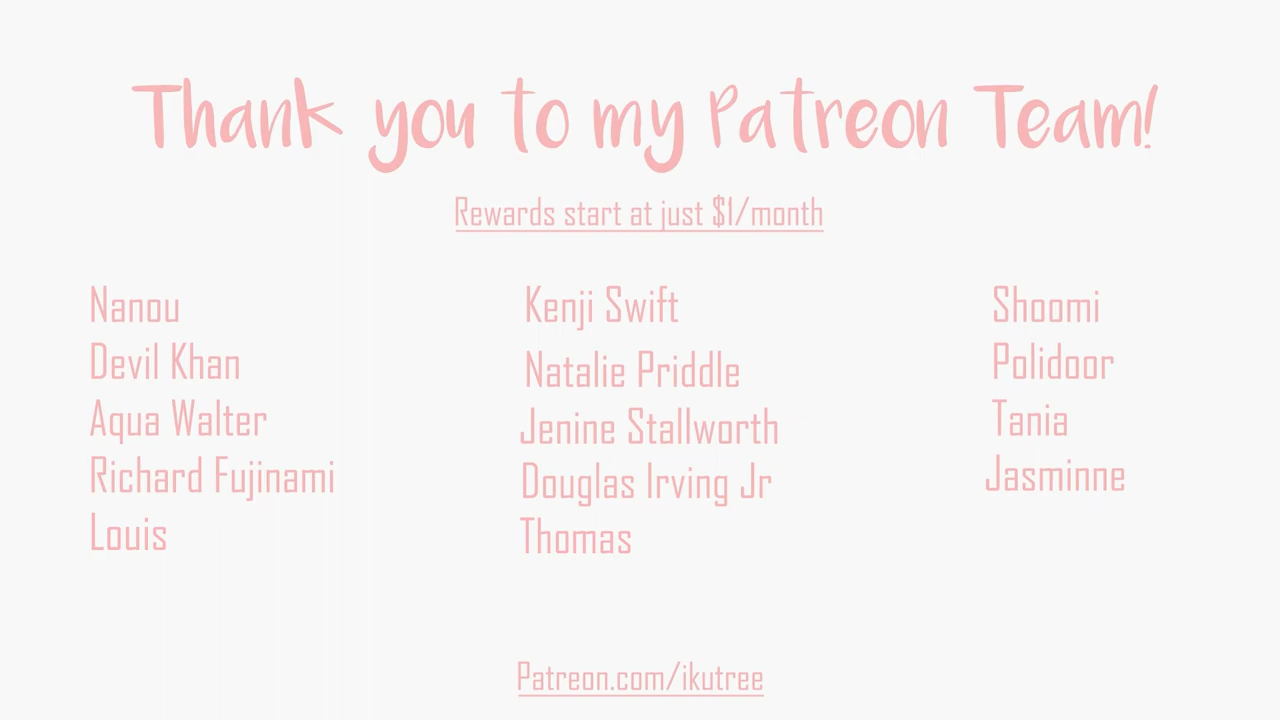 Thank you to my Patreon Team!
Rewards start at just $1/month
Nanou
Devil Khan
Aqua Walter
Richard Fujinami
Louis
Kenji Swift
Natalie Priddle
Jenine Stallworth
Douglas Irving Jr
Thomas
Shoomi
Polidoor
Tania
Jasminne
Patreon.com/ikutree